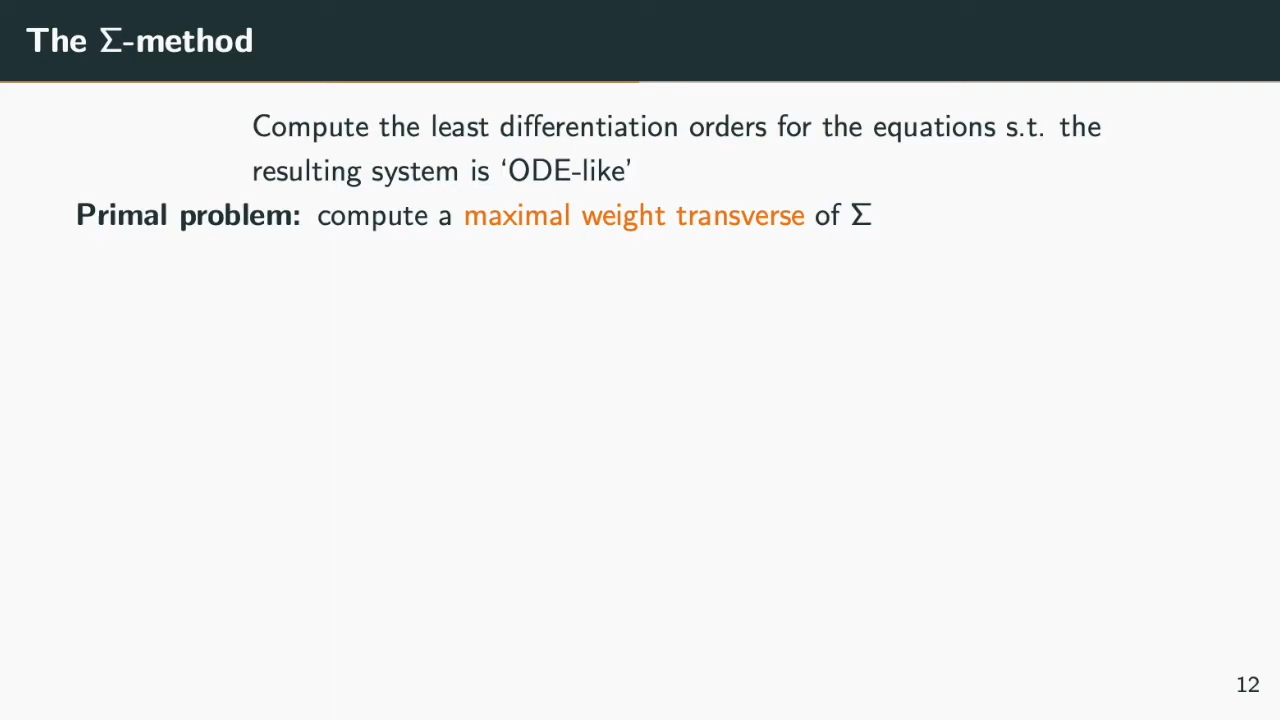 The Σ-method
Compute the least differentiation orders for the equations s.t. the
resulting system is ‘ODE-like’
Primal problem: compute a maximal weight transverse of Σ
12